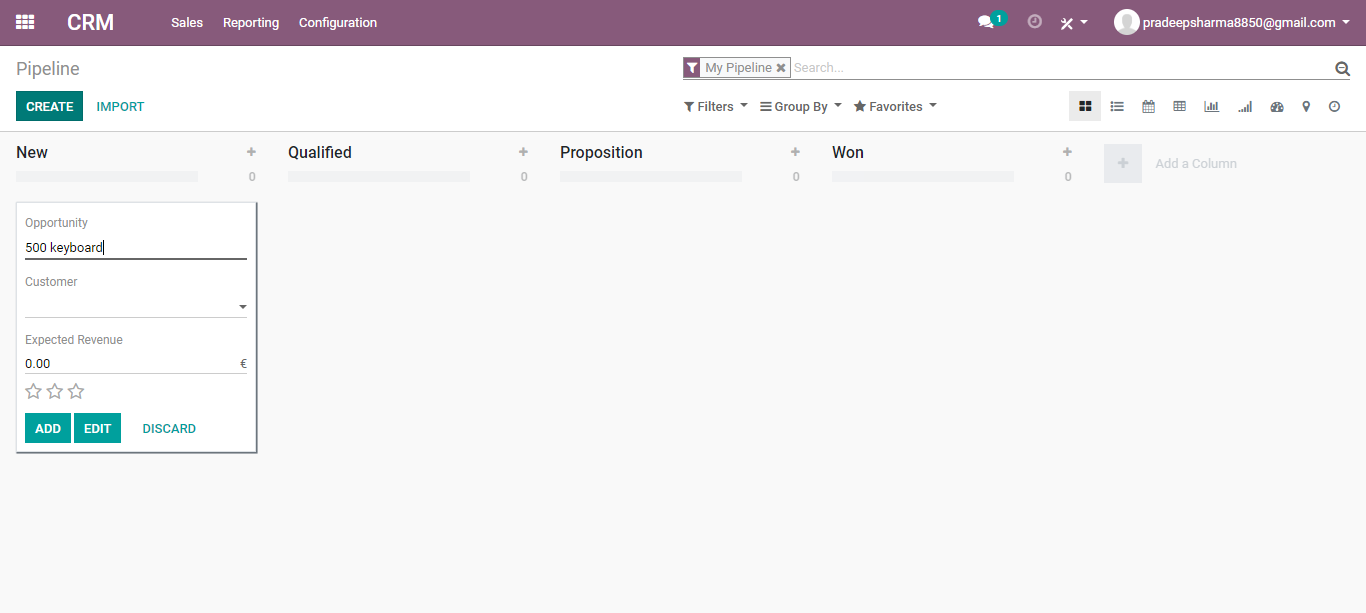 CRM Sales Reporting Configuration 1 pradeepsharma8850@gmail.com
Pipeline My Pipeline Search...
CREATE IMPORT Filters Group By Favorites
New Qualified Proposition Won Add a Column
0 0 0 0
Opportunity
500 keyboard
Customer
Expected Revenue
0.00 €
ADD EDIT DISCARD